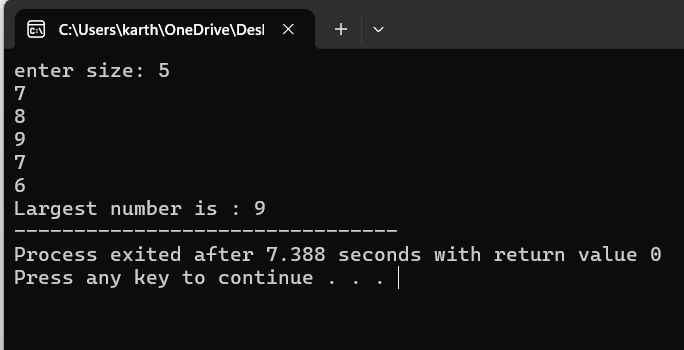 C:\Users\karth\OneDrive\Desl
enter size: 5
7
8
9
7
6
Largest number is : 9
--------------------------------
Process exited after 7.388 seconds with return value 0
Press any key to continue . . .